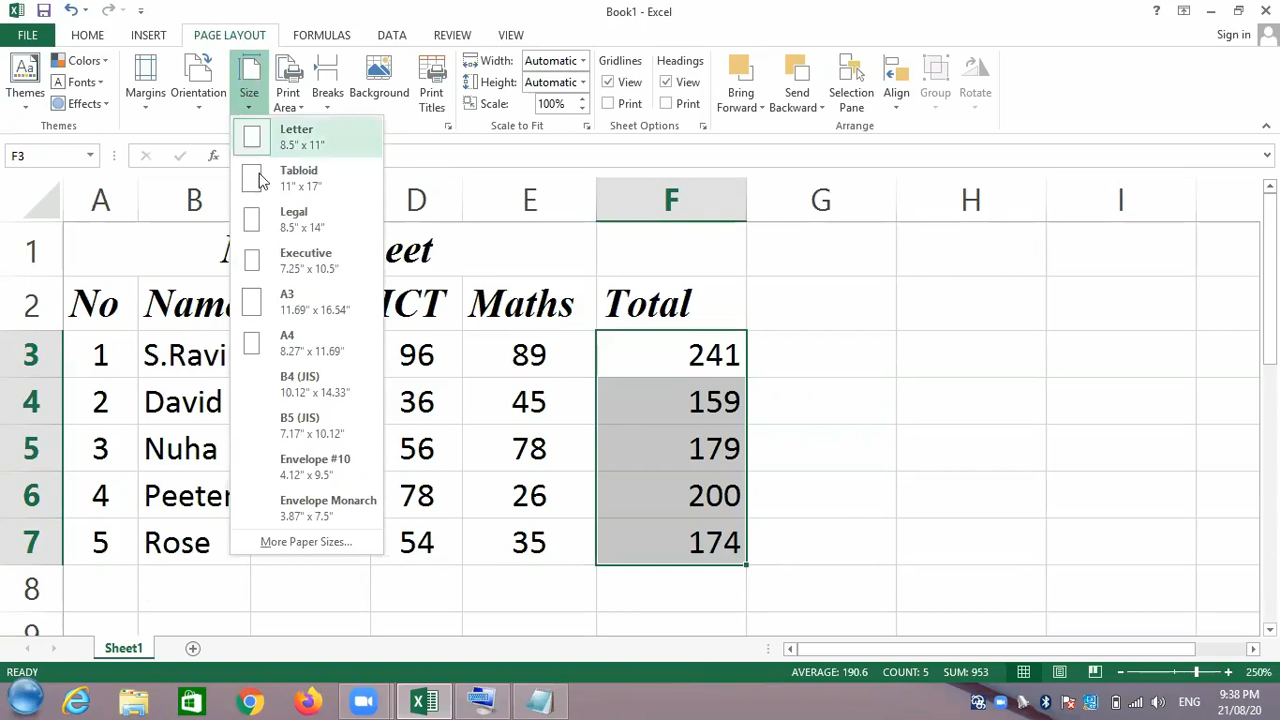 Book1 - Excel
?
FILE HOME INSERT PAGE LAYOUT FORMULAS DATA REVIEW VIEW Sign in
Aa Themes Colors Fonts Effects
Margins Orientation Size Print Area Breaks Background Print Titles
Width: Automatic
Height: Automatic
Scale: 100%
Gridlines Headings
View View
Print Print
Bring Forward Send Backward Selection Pane Align Group Rotate
Themes Scale to Fit Sheet Options Arrange
F3 fx
Letter
8.5" x 11"
Tabloid
11" x 17"
Legal
8.5" x 14"
Executive
7.25" x 10.5"
A3
11.69" x 16.54"
A4
8.27" x 11.69"
B4 (JIS)
10.12" x 14.33"
B5 (JIS)
7.17" x 10.12"
Envelope #10
4.12" x 9.5"
Envelope Monarch
3.87" x 7.5"
More Paper Sizes...
A B D E F G H I
1 eet
2 No Name ICT Maths Total
3 1 S.Ravi 96 89 241
4 2 David 36 45 159
5 3 Nuha 56 78 179
6 4 Peeter 78 26 200
7 5 Rose 54 35 174
8
9
Sheet1
READY AVERAGE: 190.6 COUNT: 5 SUM: 953 250%
ENG 9:38 PM
21/08/20